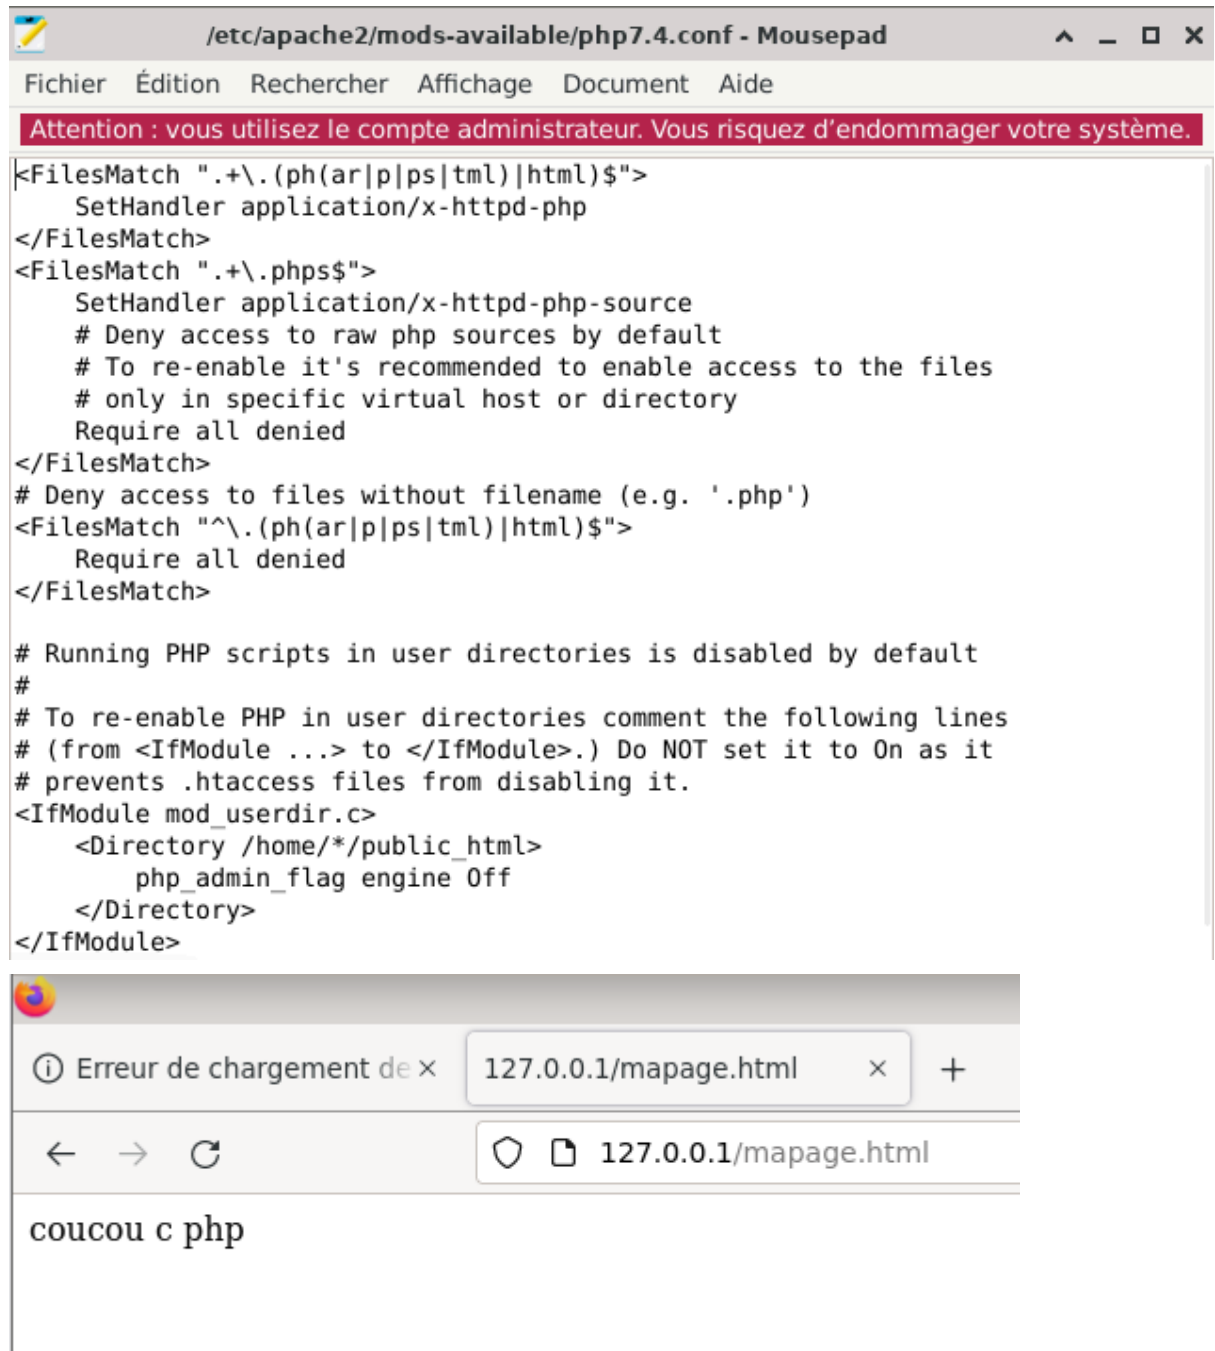 /etc/apache2/mods-available/php7.4.conf - Mousepad
Fichier Édition Rechercher Affichage Document Aide
Attention : vous utilisez le compte administrateur. Vous risquez d’endommager votre système.
<FilesMatch ".+\.(ph(ar|p|ps|tml)|html)$">
    SetHandler application/x-httpd-php
</FilesMatch>
<FilesMatch ".+\.phps$">
    SetHandler application/x-httpd-php-source
    # Deny access to raw php sources by default
    # To re-enable it's recommended to enable access to the files
    # only in specific virtual host or directory
    Require all denied
</FilesMatch>
# Deny access to files without filename (e.g. '.php')
<FilesMatch "^\.(ph(ar|p|ps|tml)|html)$">
    Require all denied
</FilesMatch>

# Running PHP scripts in user directories is disabled by default
#
# To re-enable PHP in user directories comment the following lines
# (from <IfModule ...> to </IfModule>.) Do NOT set it to On as it
# prevents .htaccess files from disabling it.
<IfModule mod_userdir.c>
    <Directory /home/*/public_html>
        php_admin_flag engine Off
    </Directory>
</IfModule>
Erreur de chargement de
127.0.0.1/mapage.html
127.0.0.1/mapage.html
coucou c php